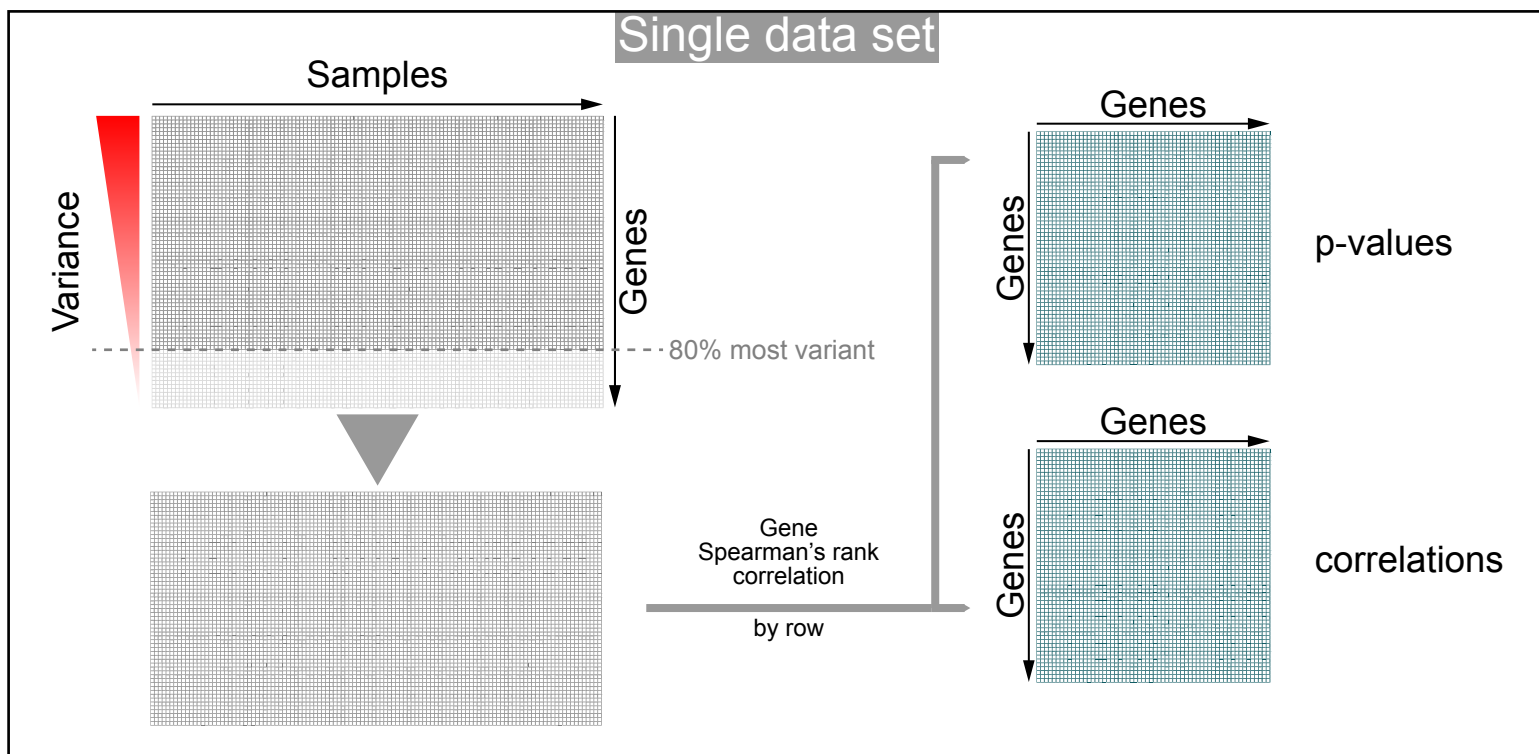 Single data set
Samples
Variance
Genes
80% most variant
Gene
Spearman’s rank
correlation
by row
Genes
Genes
p-values
Genes
Genes
correlations